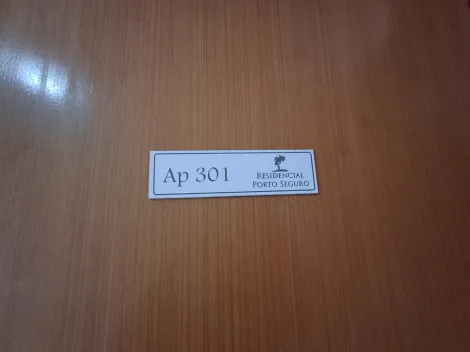 Ap 301
Residencial
Porto Seguro